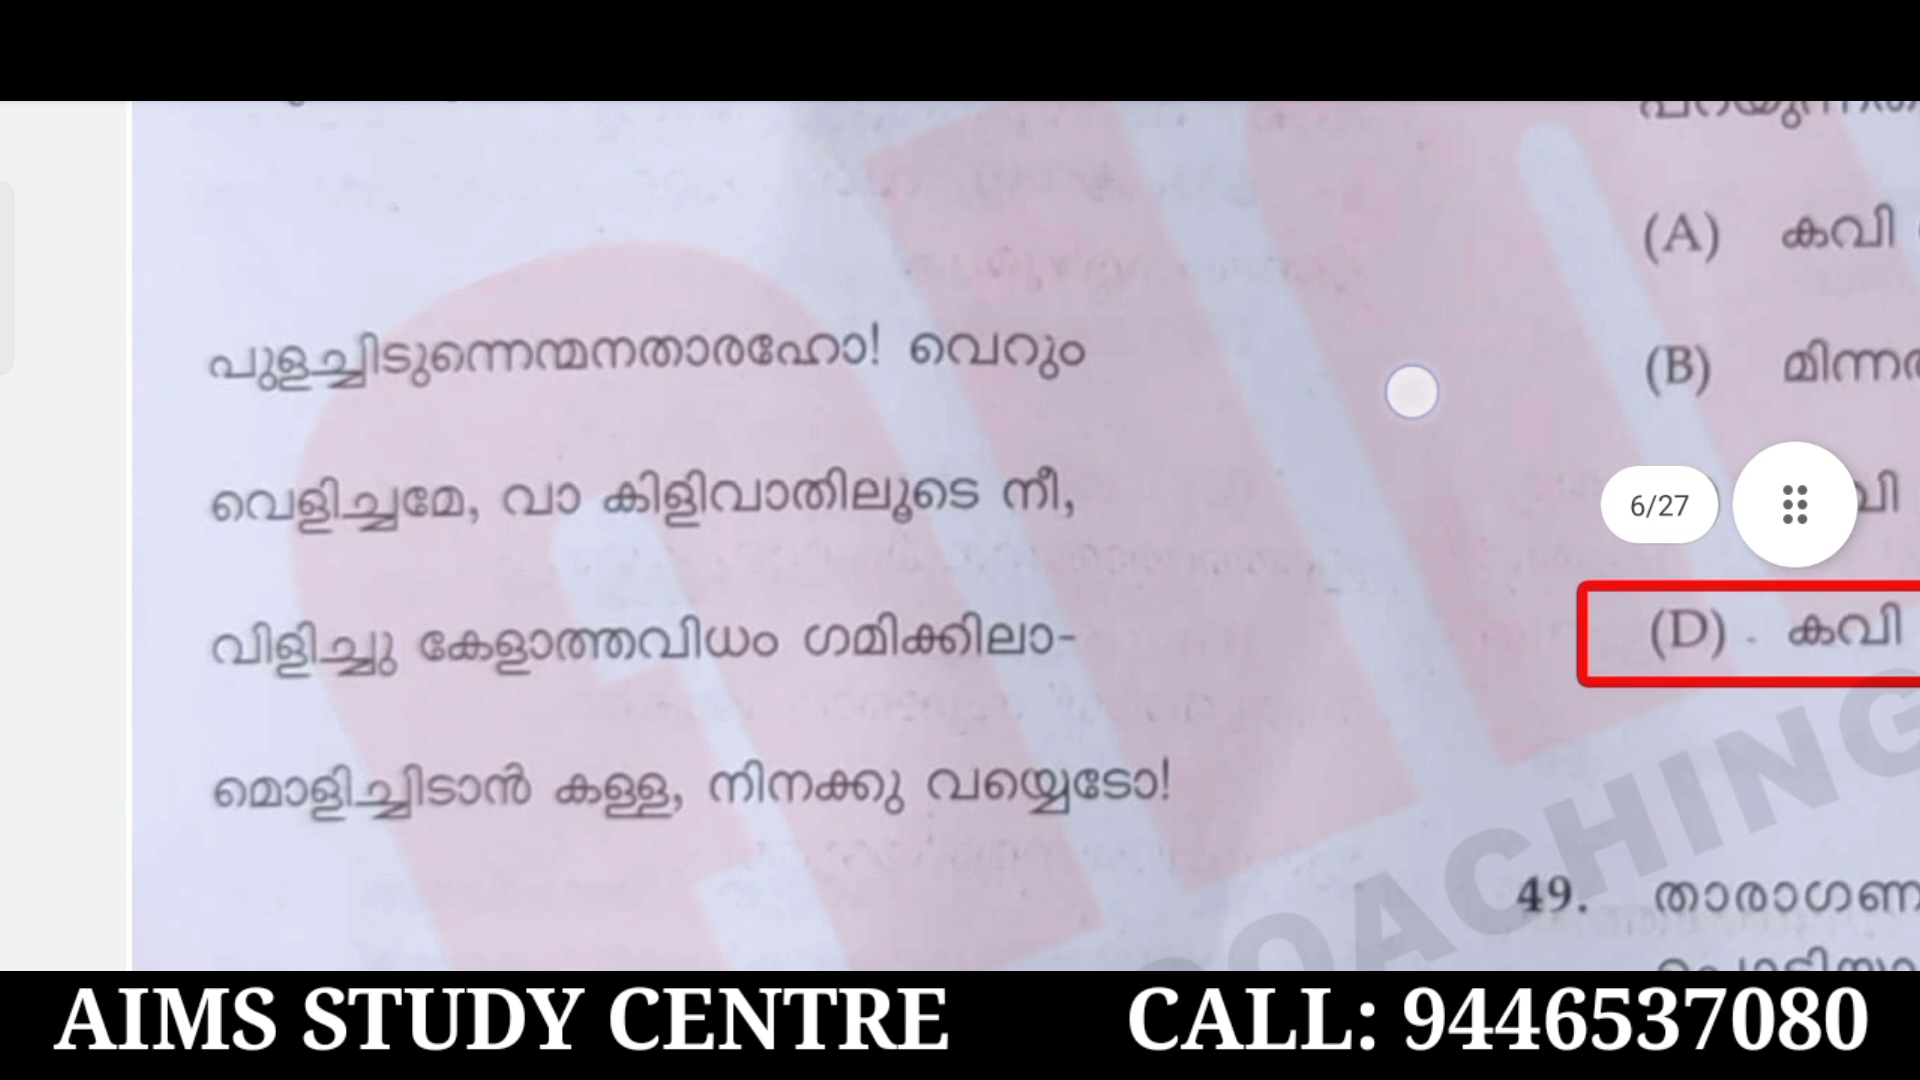 പുളച്ചിടുന്നെന്മനതാരഹോ! വെറും
വെളിച്ചമേ, വാ കിളിവാതിലൂടെ നീ,
വിളിച്ചു കേളാത്തവിധം ഗമിക്കിലാ-
മൊളിച്ചിടാൻ കള്ള, നിനക്കു വയ്യെടോ!
(A) കവി
(B)
6/27
(D) കവി
49. താരാഗണ
COACHING
AIMS STUDY CENTRE CALL: 9446537080